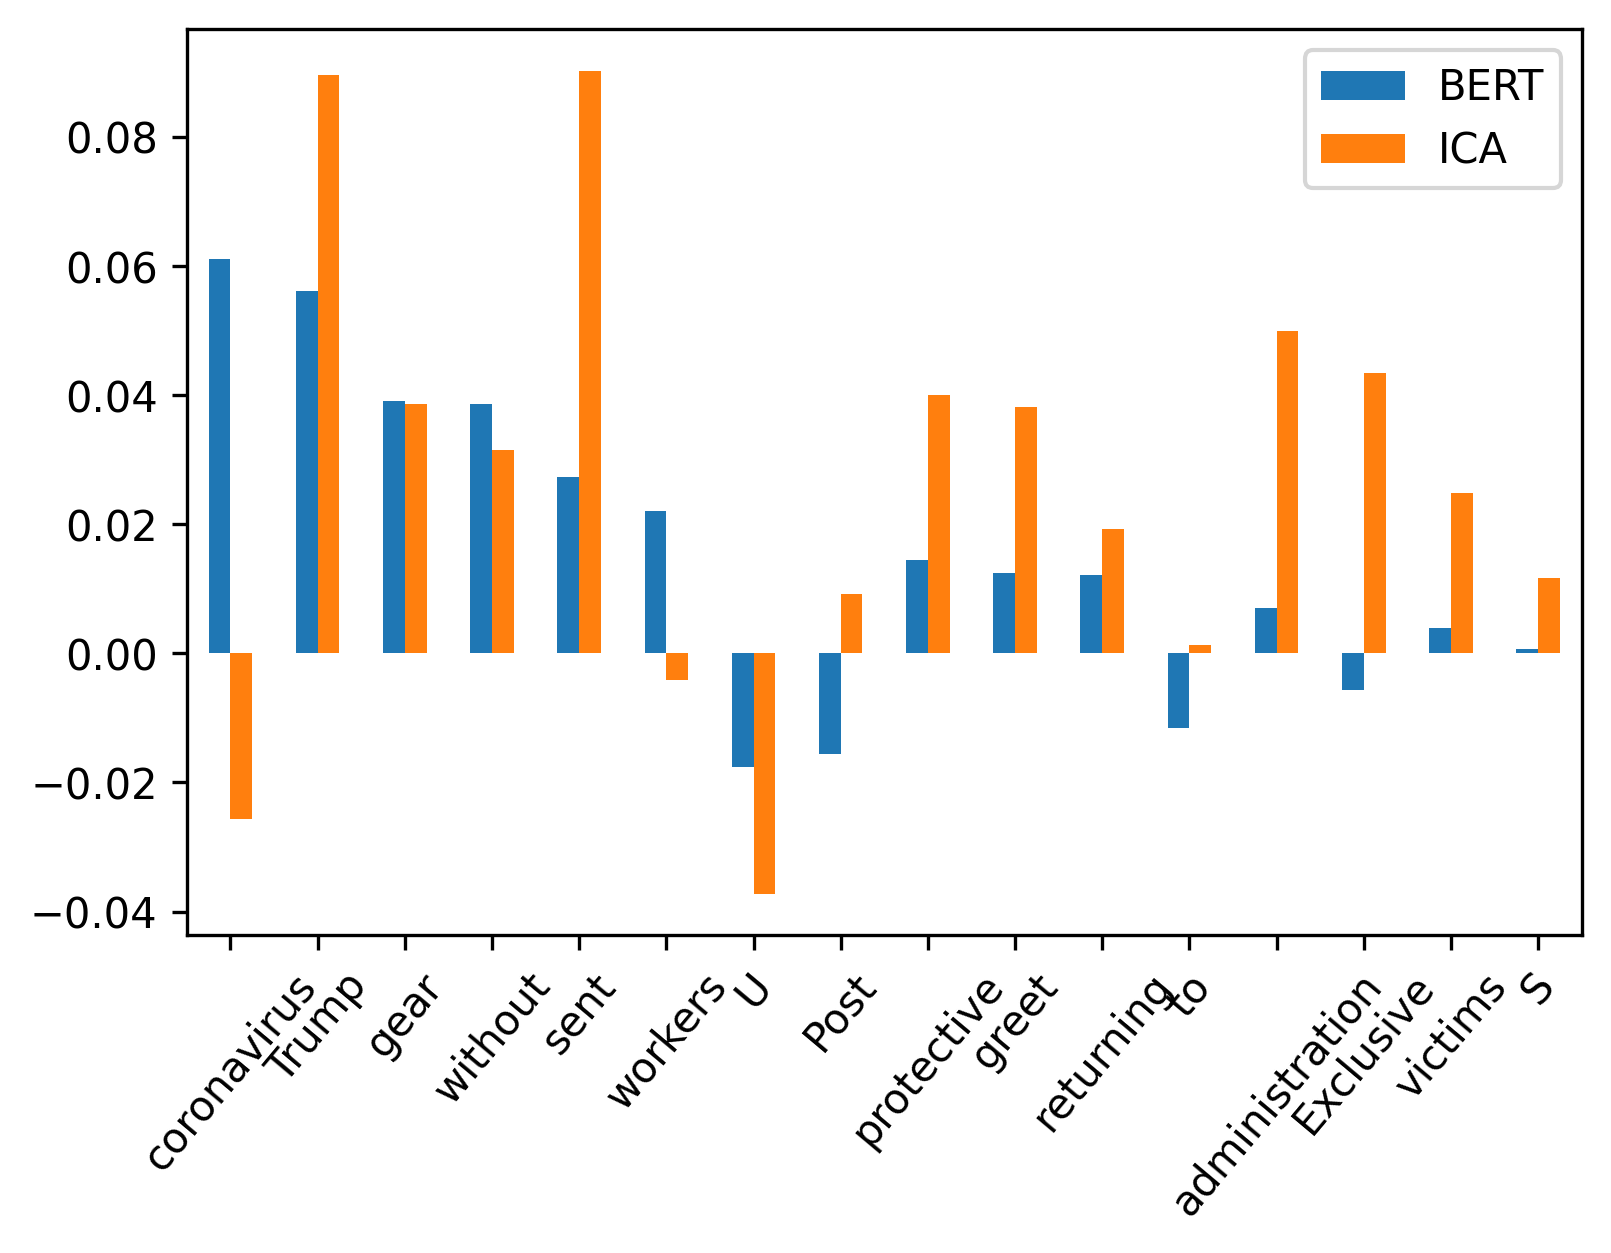 BERT
ICA
0.08
0.06
0.04
0.02
0.00
−0.02
−0.04
coronavirus
Trump
gear
without
sent
workers
U
Post
protective
greet
returning
to
administration
Exclusive
victims
S